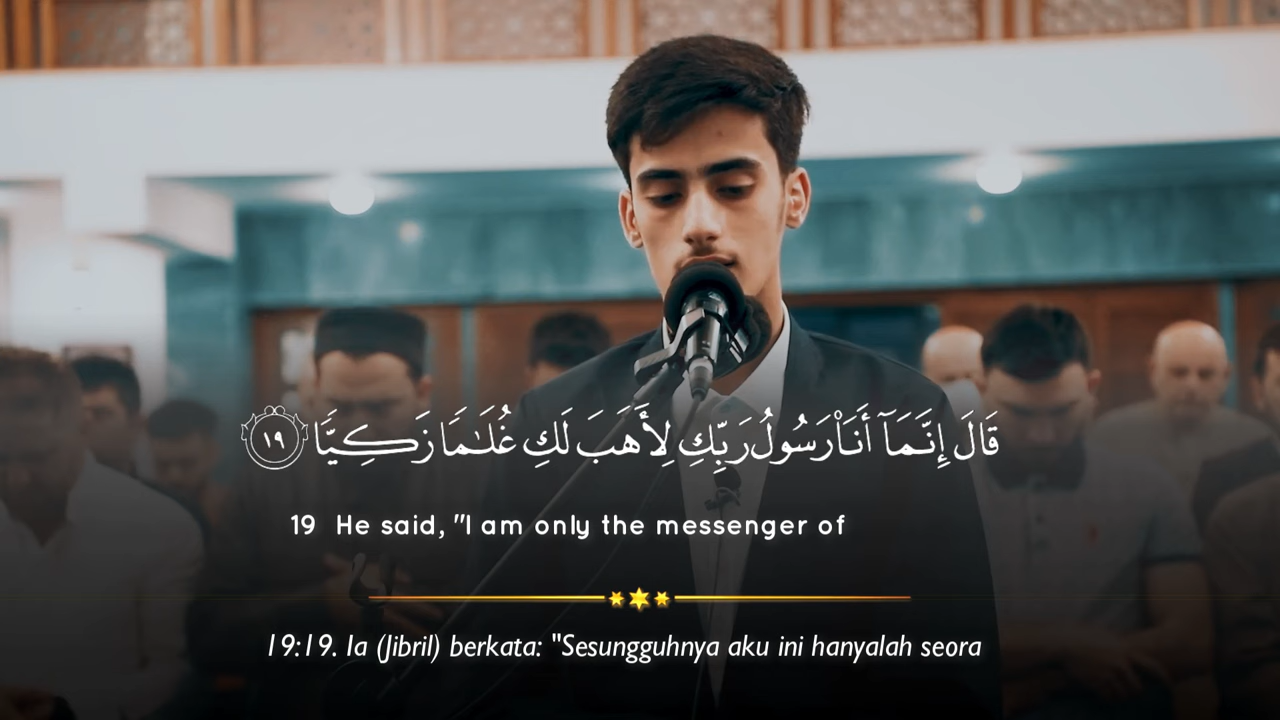 قَالَ إِنَّمَآ أَنَا۠ رَسُولُ رَبِّكِ لِأَهَبَ لَكِ غُلَـٰمًا زَكِيًّا ١٩
19 He said, "I am only the messenger of
19:19. Ia (Jibril) berkata: "Sesungguhnya aku ini hanyalah seora